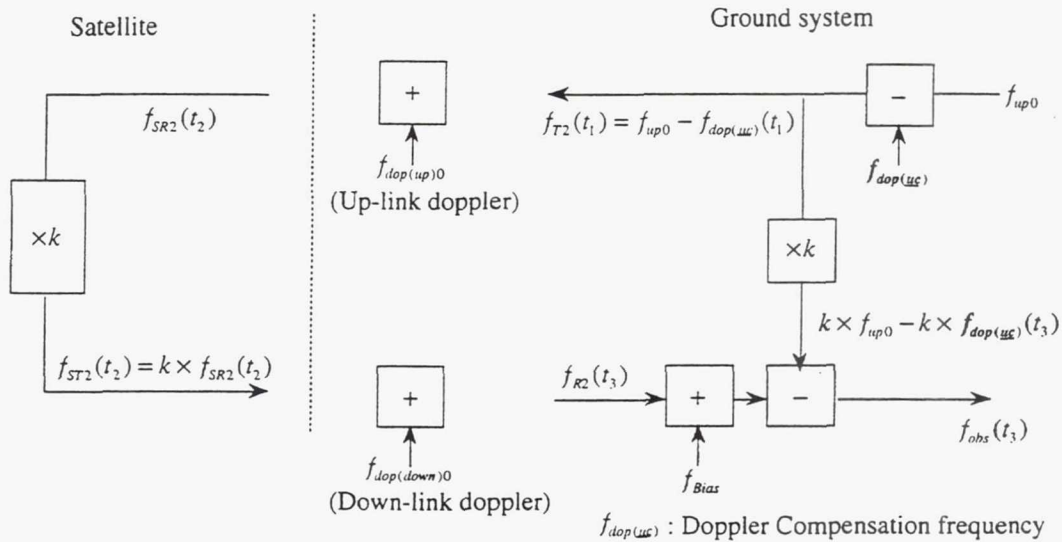 Satellite
Ground system
+
−
f_{up0}
f_{SR2}(t_2)
f_{T2}(t_1) = f_{up0} − f_{dop(uc)}(t_1)
f_{dop(up)0}
(Up-link doppler)
f_{dop(uc)}
×k
×k
k × f_{up0} − k × f_{dop(uc)}(t_3)
f_{ST2}(t_2) = k × f_{SR2}(t_2)
f_{R2}(t_3)
+
+
−
f_{obs}(t_3)
f_{dop(down)0}
(Down-link doppler)
f_{Bias}
f_{dop(uc)} : Doppler Compensation frequency